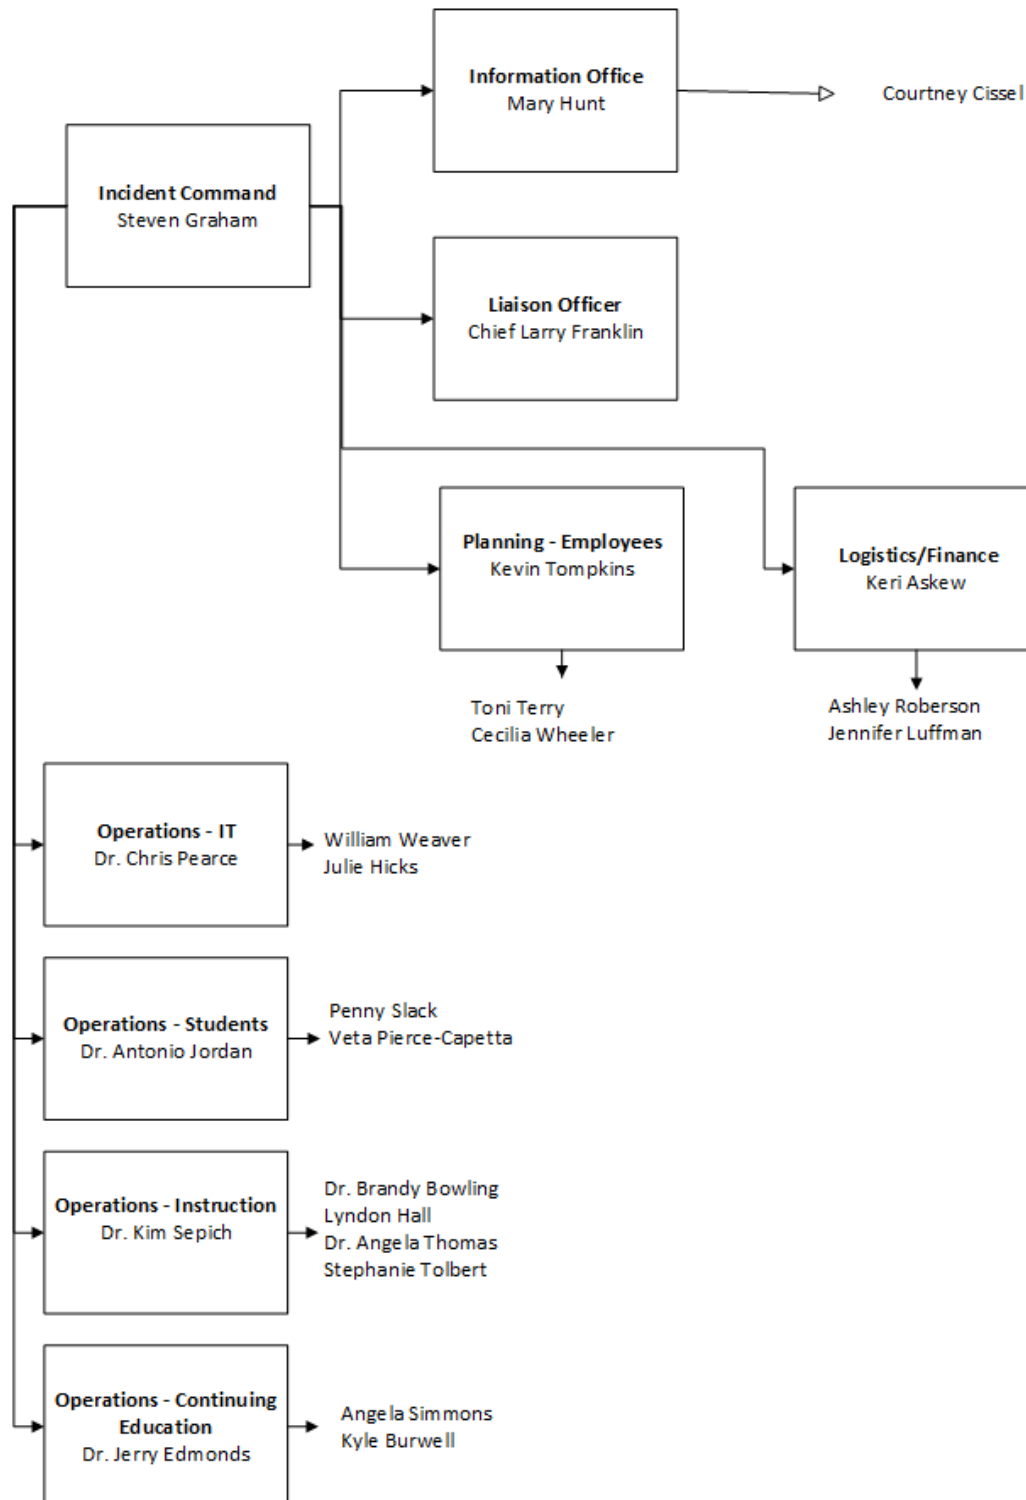 Information Office
Mary Hunt
Courtney Cissel
Incident Command
Steven Graham
Liaison Officer
Chief Larry Franklin
Planning - Employees
Kevin Tompkins
Logistics/Finance
Keri Askew
Toni Terry
Cecilia Wheeler
Ashley Roberson
Jennifer Luffman
Operations - IT
Dr. Chris Pearce
William Weaver
Julie Hicks
Operations - Students
Dr. Antonio Jordan
Penny Slack
Veta Pierce-Capetta
Operations - Instruction
Dr. Kim Sepich
Dr. Brandy Bowling
Lyndon Hall
Dr. Angela Thomas
Stephanie Tolbert
Operations - Continuing
Education
Dr. Jerry Edmonds
Angela Simmons
Kyle Burwell